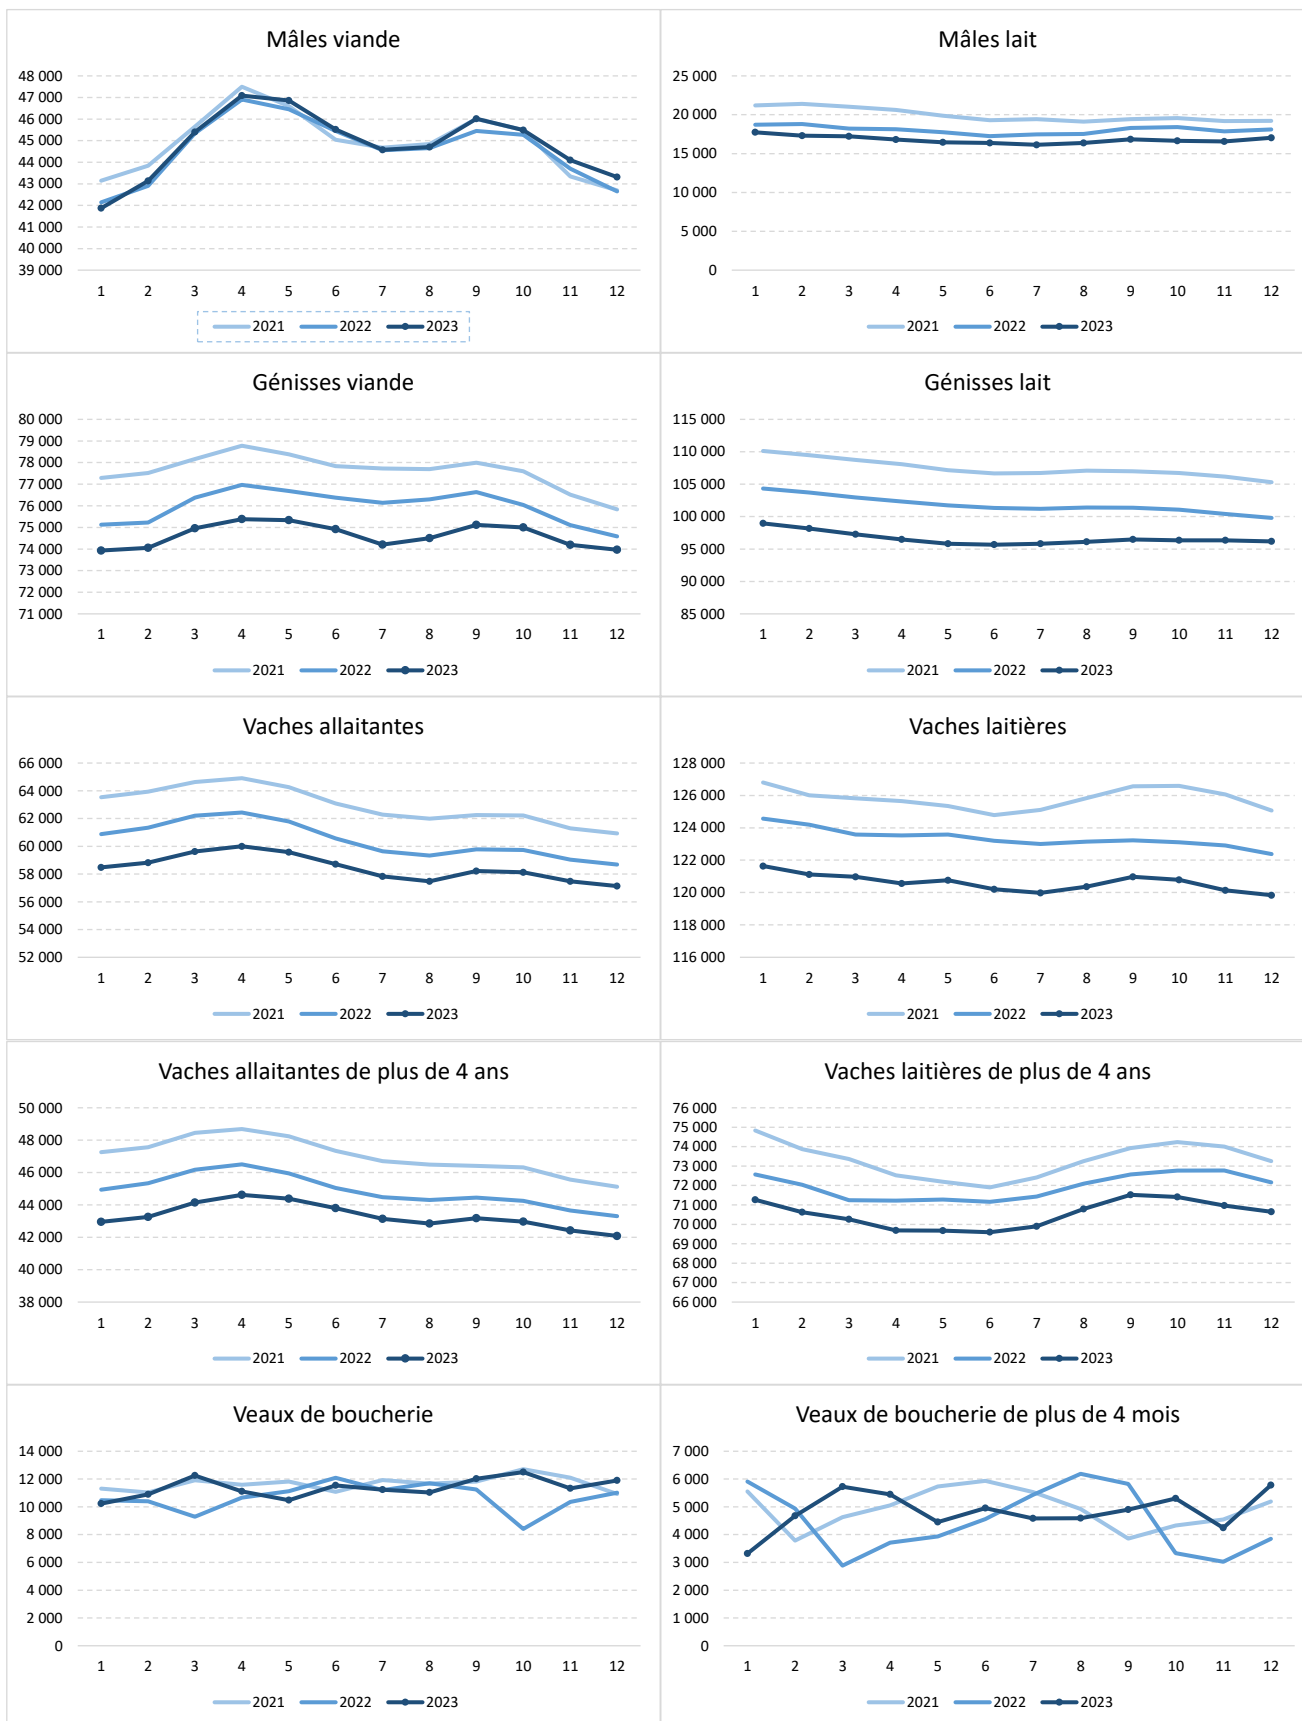 Mâles viande
48 000
47 000
46 000
45 000
44 000
43 000
42 000
41 000
40 000
39 000
1 2 3 4 5 6 7 8 9 10 11 12
2021 2022 2023
Mâles lait
25 000
20 000
15 000
10 000
5 000
0
1 2 3 4 5 6 7 8 9 10 11 12
2021 2022 2023
Génisses viande
80 000
79 000
78 000
77 000
76 000
75 000
74 000
73 000
72 000
71 000
1 2 3 4 5 6 7 8 9 10 11 12
2021 2022 2023
Génisses lait
115 000
110 000
105 000
100 000
95 000
90 000
85 000
1 2 3 4 5 6 7 8 9 10 11 12
2021 2022 2023
Vaches allaitantes
66 000
64 000
62 000
60 000
58 000
56 000
54 000
52 000
1 2 3 4 5 6 7 8 9 10 11 12
2021 2022 2023
Vaches laitières
128 000
126 000
124 000
122 000
120 000
118 000
116 000
1 2 3 4 5 6 7 8 9 10 11 12
2021 2022 2023
Vaches allaitantes de plus de 4 ans
50 000
48 000
46 000
44 000
42 000
40 000
38 000
1 2 3 4 5 6 7 8 9 10 11 12
2021 2022 2023
Vaches laitières de plus de 4 ans
76 000
75 000
74 000
73 000
72 000
71 000
70 000
69 000
68 000
67 000
66 000
1 2 3 4 5 6 7 8 9 10 11 12
2021 2022 2023
Veaux de boucherie
14 000
12 000
10 000
8 000
6 000
4 000
2 000
0
1 2 3 4 5 6 7 8 9 10 11 12
2021 2022 2023
Veaux de boucherie de plus de 4 mois
7 000
6 000
5 000
4 000
3 000
2 000
1 000
0
1 2 3 4 5 6 7 8 9 10 11 12
2021 2022 2023